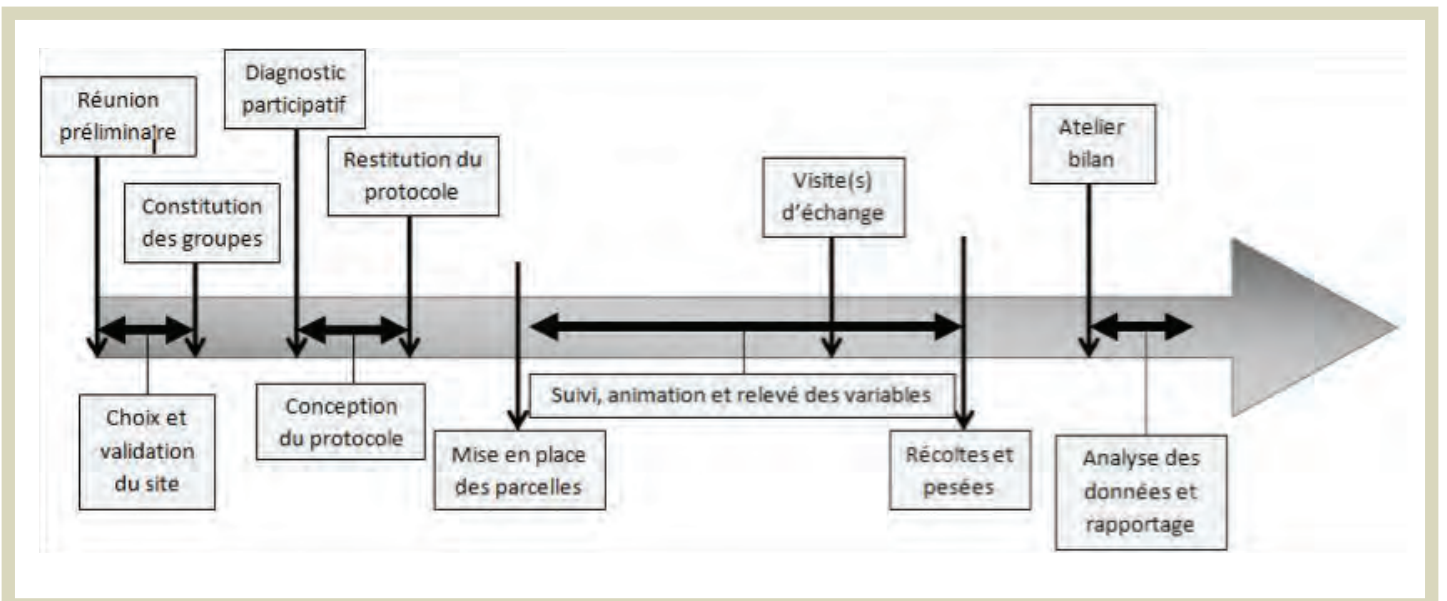 Réunion
préliminaire
Constitution
des groupes
Diagnostic
participatif
Restitution du
protocole
Visite(s)
d'échange
Atelier
bilan
Choix et
validation
du site
Conception
du protocole
Mise en place
des parcelles
Suivi, animation et relevé des variables
Récoltes et
pesées
Analyse des
données et
rapportage